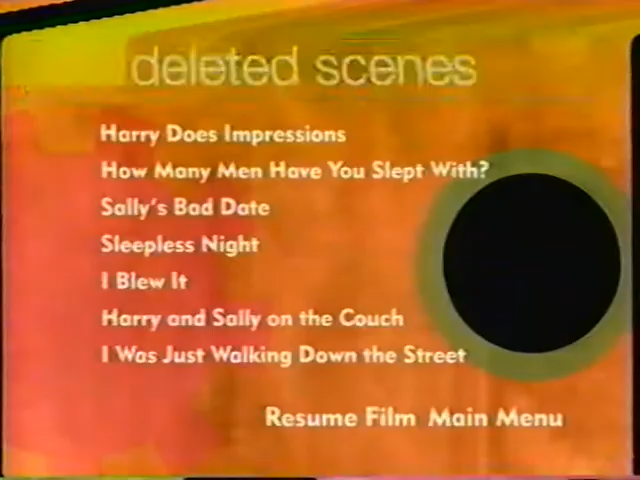 deleted scenes
Harry Does Impressions
How Many Men Have You Slept With?
Sally's Bad Date
Sleepless Night
I Blew It
Harry and Sally on the Couch
I Was Just Walking Down the Street
Resume Film Main Menu